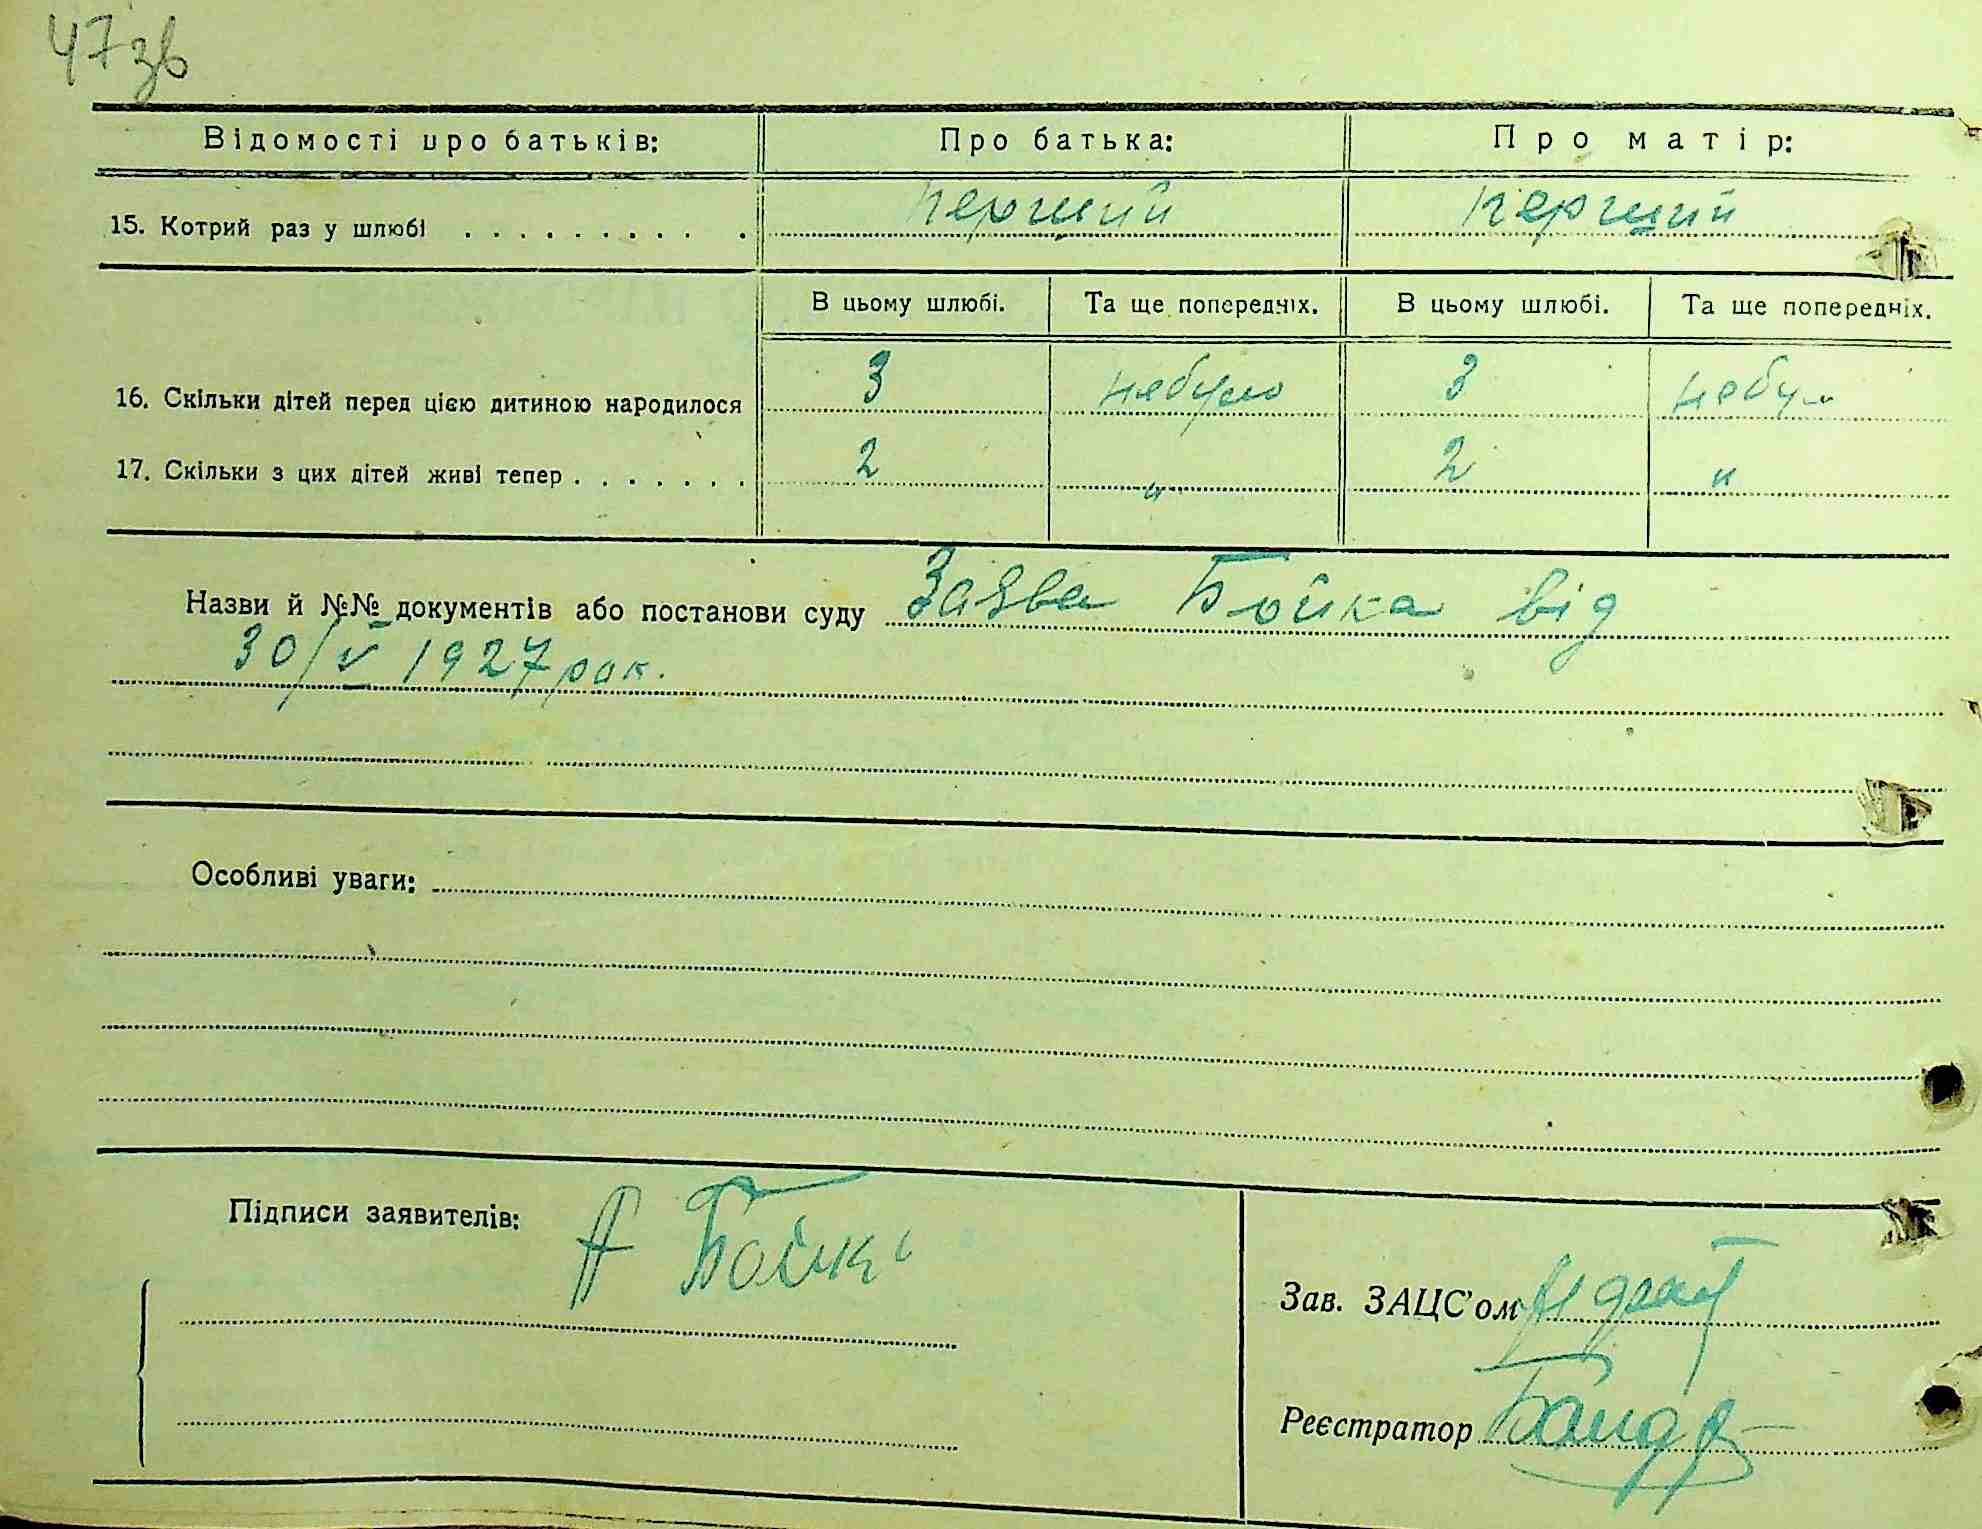 47зв
Відомості про батьків: Про батька: Про матір:
15. Котрий раз у шлюбі . . . . . . . . . . перший перший
В цьому шлюбі. Та ще попередніх. В цьому шлюбі. Та ще попередніх.
16. Скільки дітей перед цією дитиною народилося 3 небуло 3 небуло
17. Скільки з цих дітей живі тепер . . . . . . . 2 " 2 "
Назви й №№ документів або постанови суду Заява Бойка від
30/V 1927 рок.
Особливі уваги:
Підписи заявителів: А Бойко
Зав. ЗАЦС'ом
Реєстратор